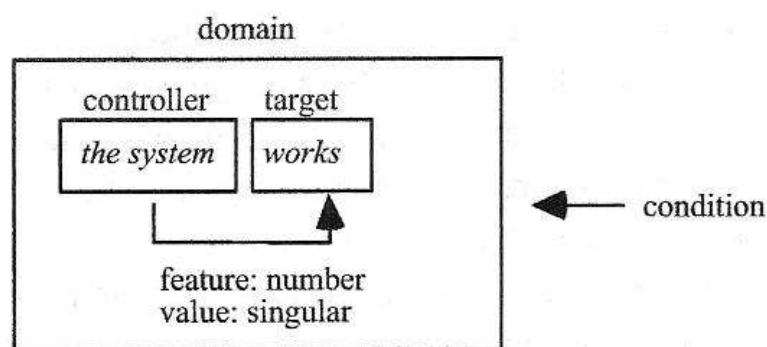 domain
controller target
the system works
condition
feature: number
value: singular